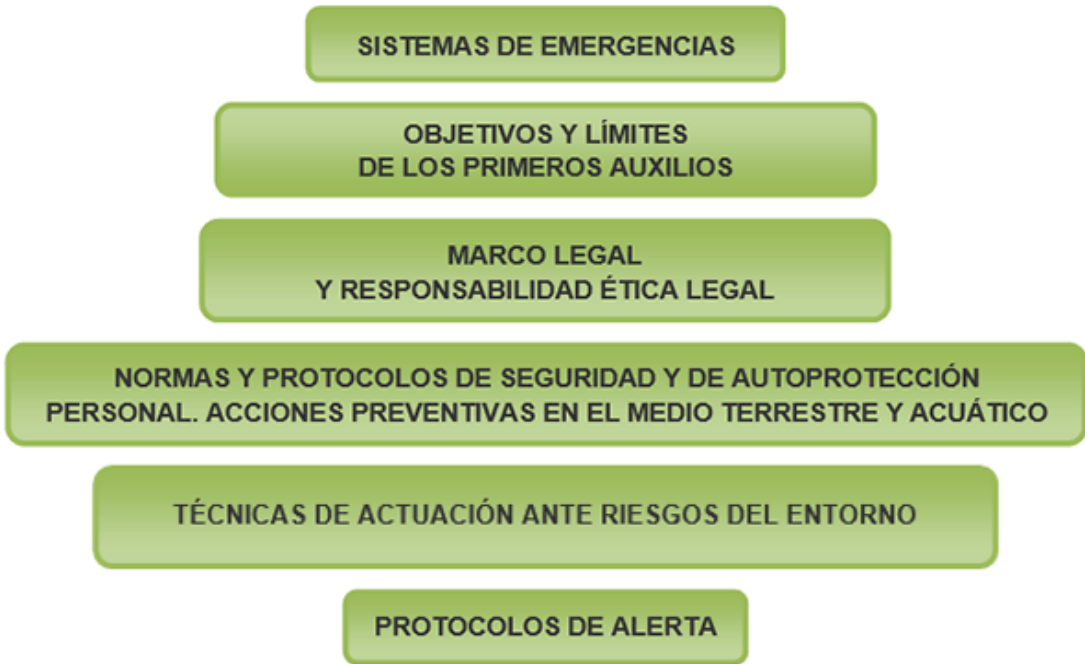 SISTEMAS DE EMERGENCIAS
OBJETIVOS Y LÍMITES
DE LOS PRIMEROS AUXILIOS
MARCO LEGAL
Y RESPONSABILIDAD ÉTICA LEGAL
NORMAS Y PROTOCOLOS DE SEGURIDAD Y DE AUTOPROTECCIÓN
PERSONAL. ACCIONES PREVENTIVAS EN EL MEDIO TERRESTRE Y ACUÁTICO
TÉCNICAS DE ACTUACIÓN ANTE RIESGOS DEL ENTORNO
PROTOCOLOS DE ALERTA